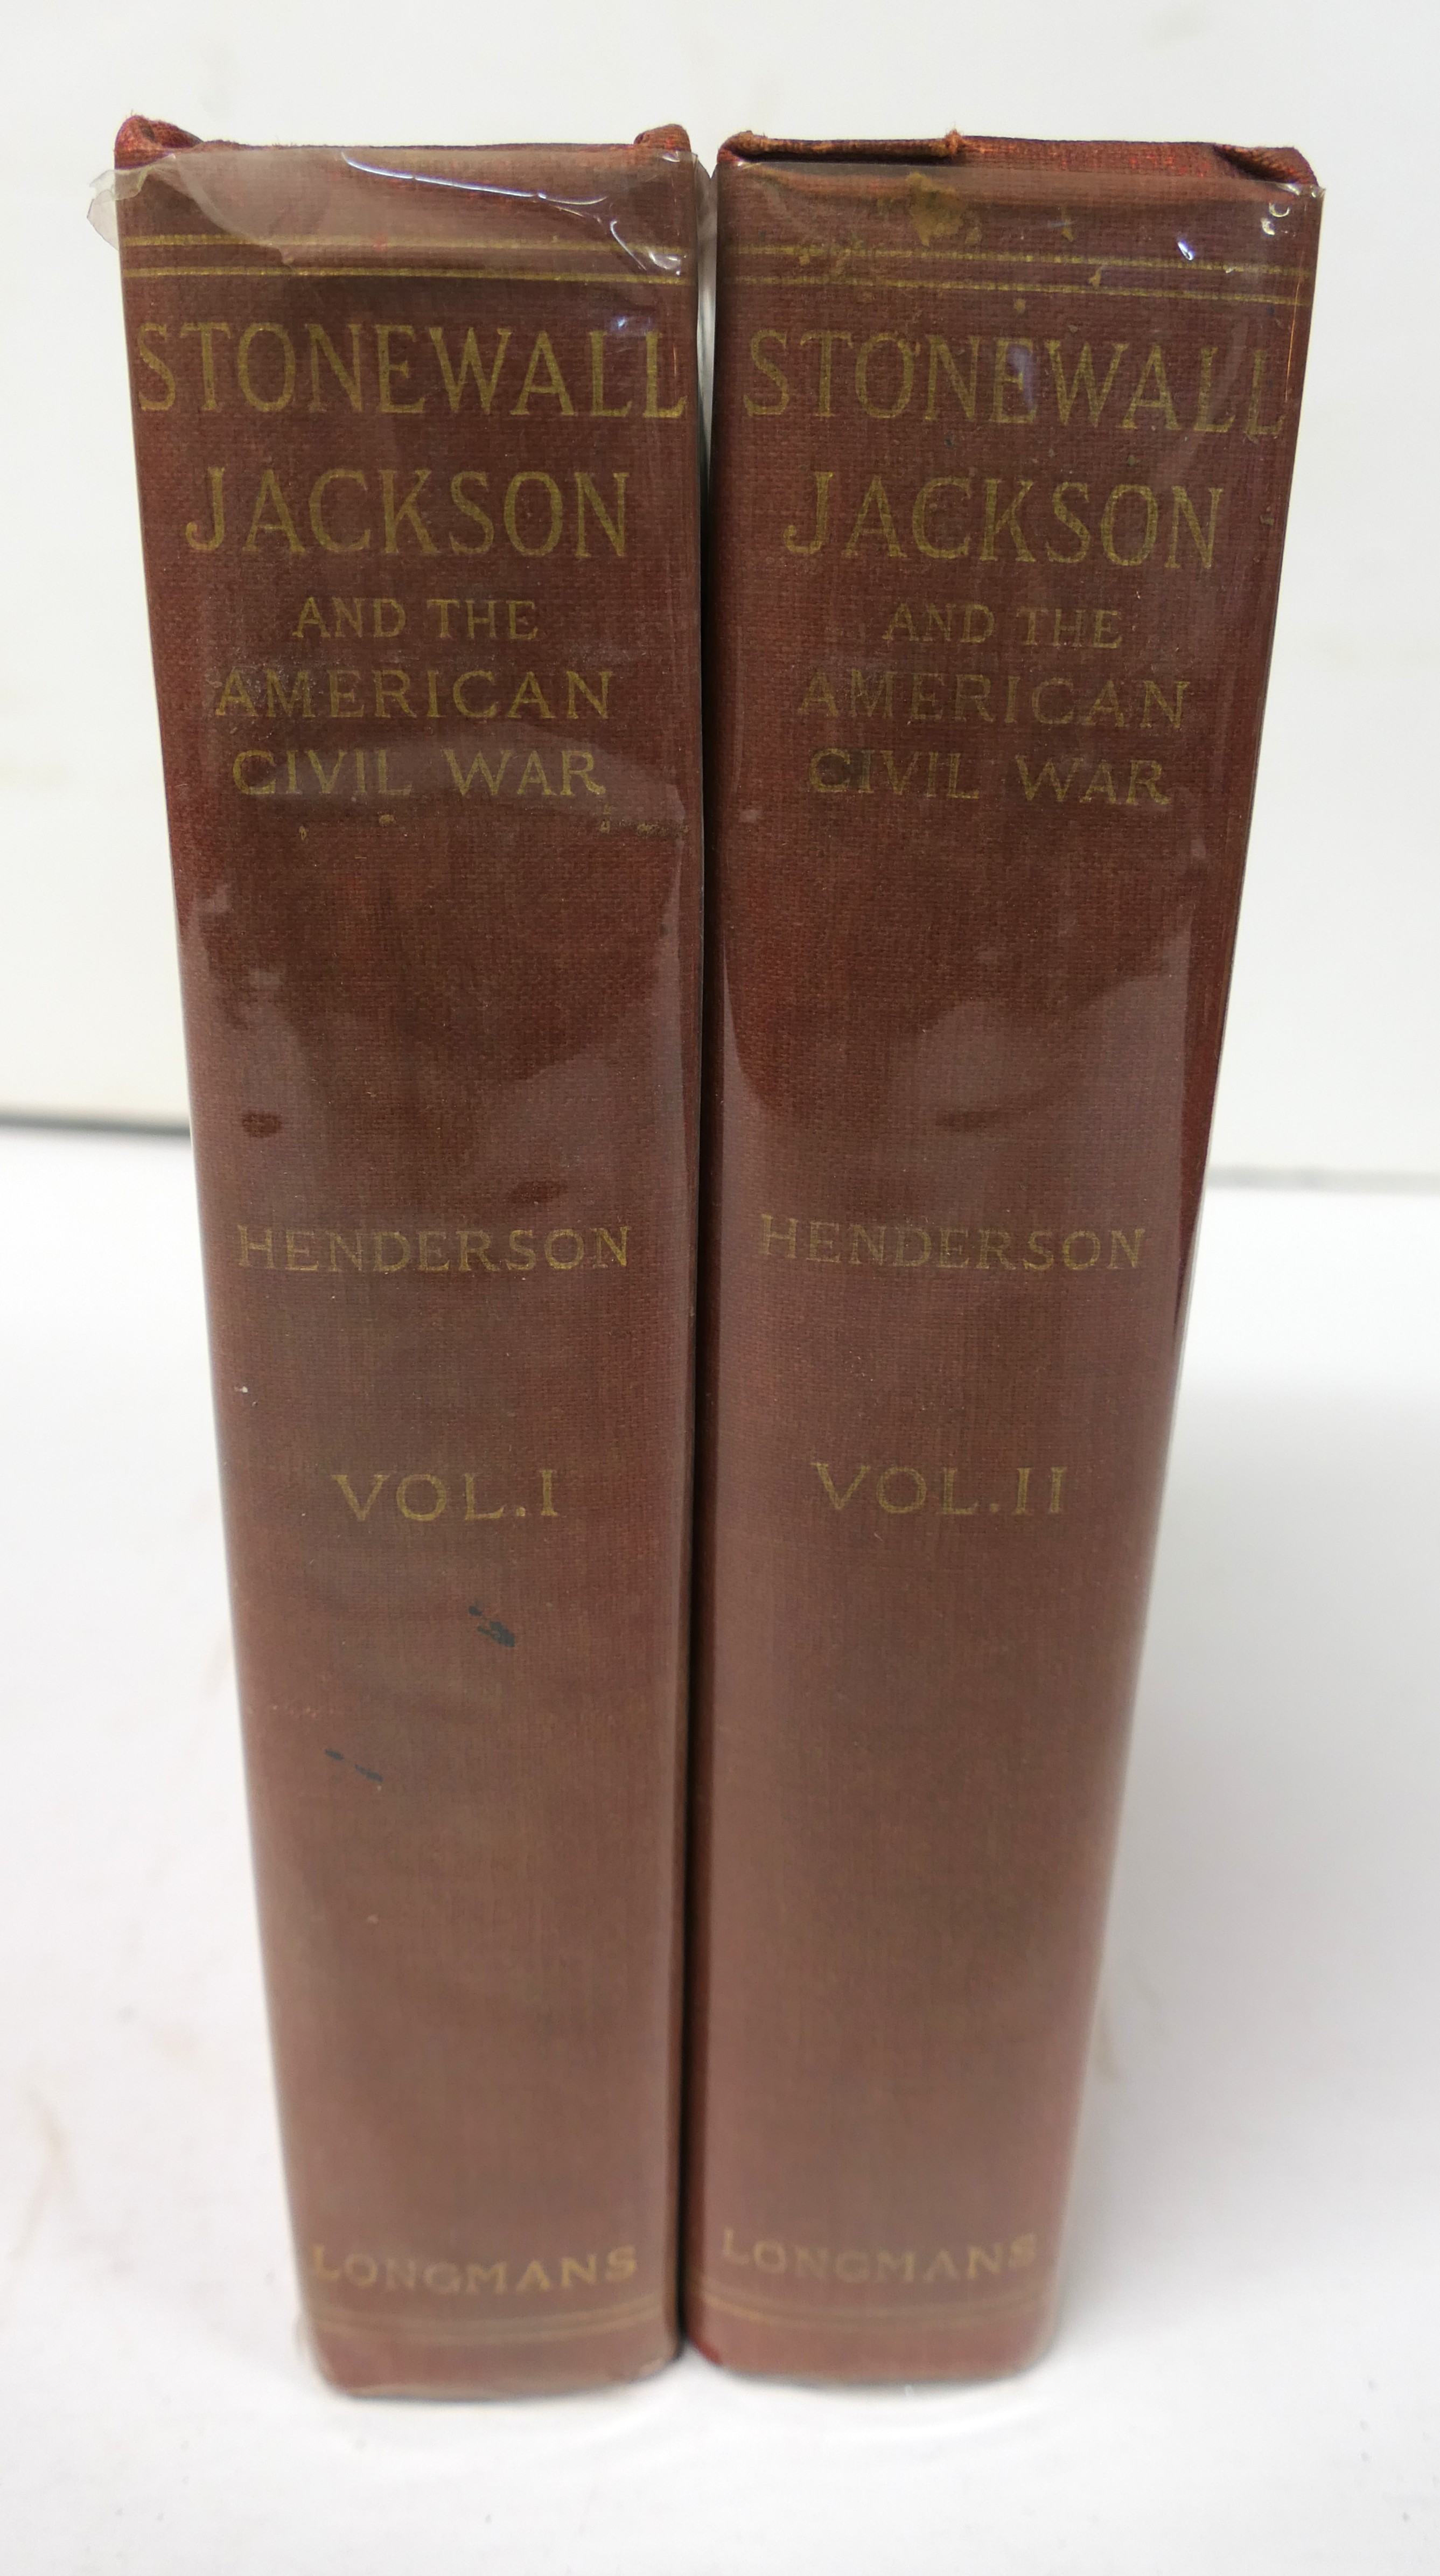 STONEWALL
JACKSON
AND THE
AMERICAN
CIVIL WAR
HENDERSON
VOL.I
LONGMANS
STONEWALL
JACKSON
AND THE
AMERICAN
CIVIL WAR
HENDERSON
VOL.II
LONGMANS